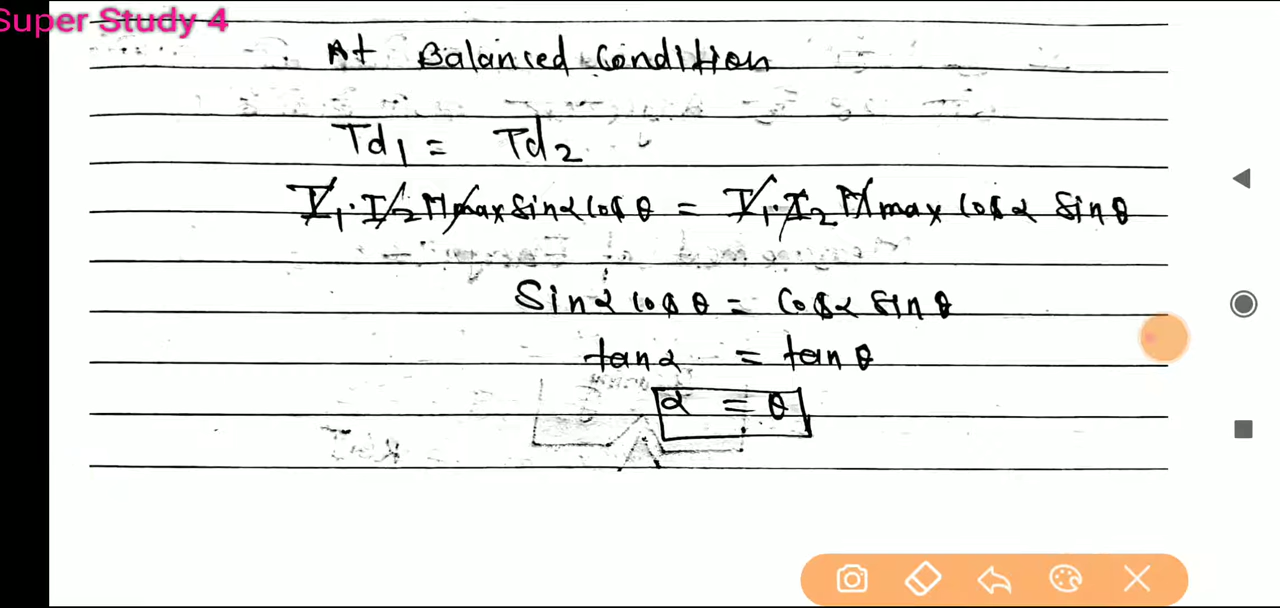 Super Study 4
At Balanced Condition
Td1 = Td2
I1·I2 Mmax Sinα Cosθ = I1·I2 Mmax Cosα Sinθ
Sinα Cosθ = Cosα Sinθ
tanα = tanθ
α = θ